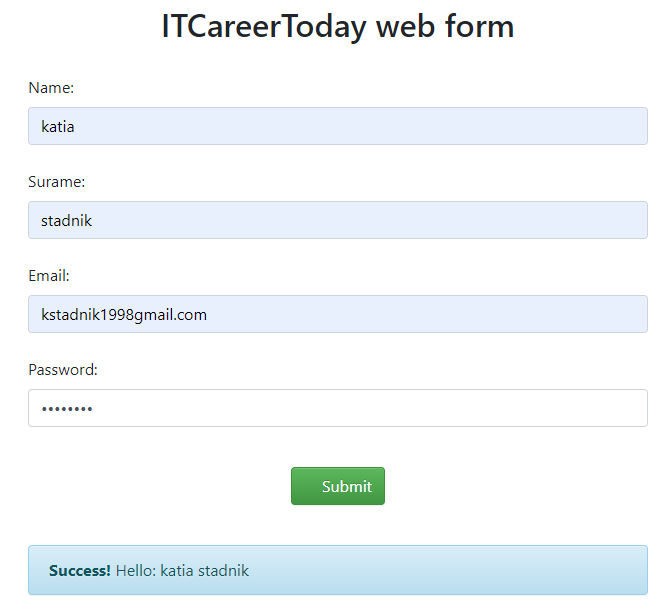 ITCareerToday web form
Name:
katia
Surame:
stadnik
Email:
kstadnik1998gmail.com
Password:
••••••••
Submit
Success! Hello: katia stadnik